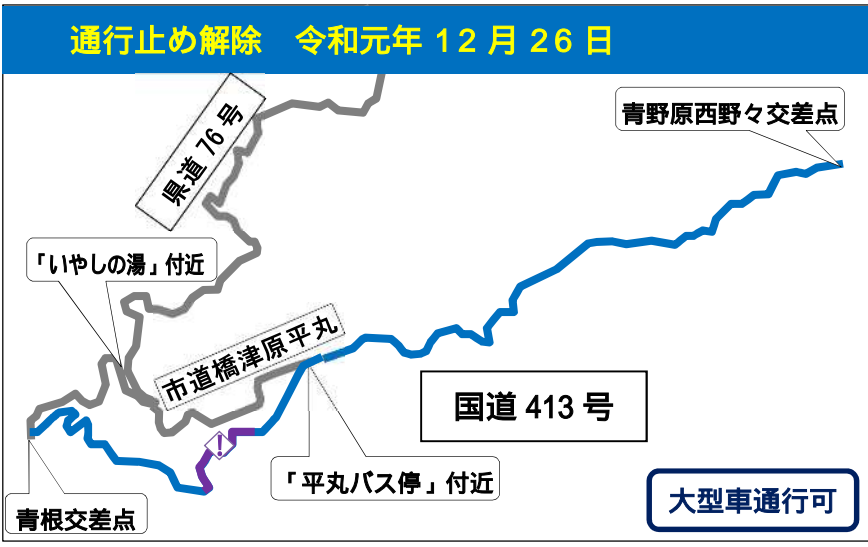 通行止め解除　令和元年 12 月 26 日
青野原西野々交差点
県道 76 号
「いやしの湯」付近
市道橋津原平丸
国道 413 号
「平丸バス停」付近
大型車通行可
青根交差点
!